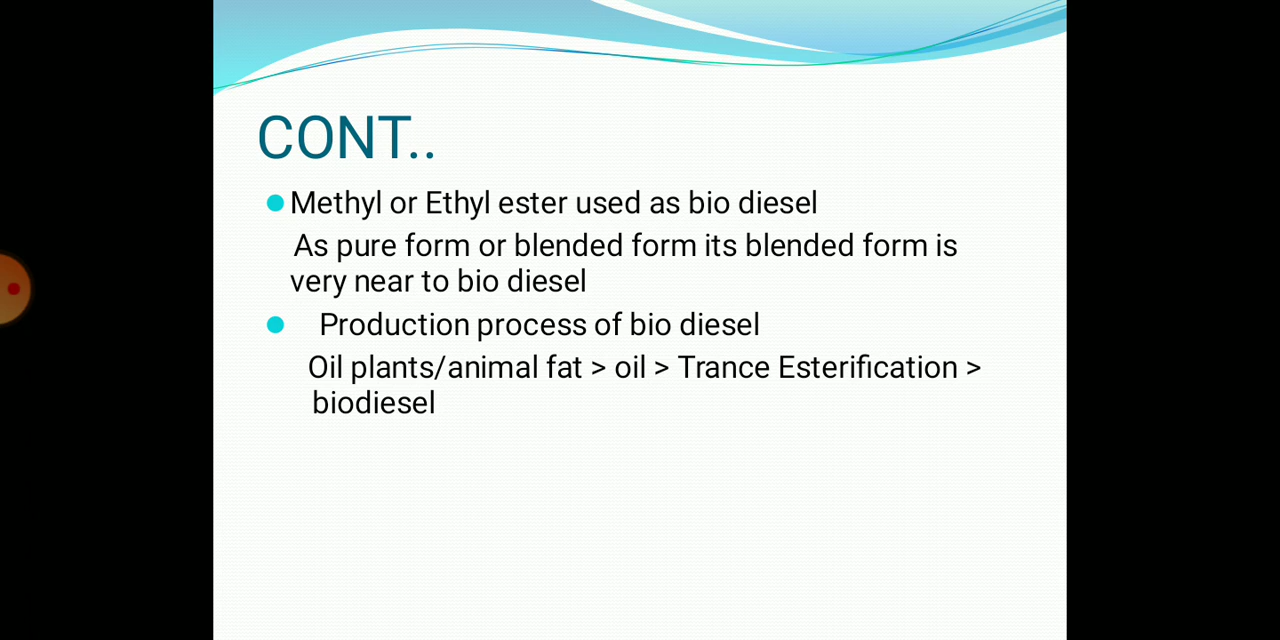 CONT..
Methyl or Ethyl ester used as bio diesel
As pure form or blended form its blended form is
very near to bio diesel
Production process of bio diesel
Oil plants/animal fat > oil > Trance Esterification >
biodiesel